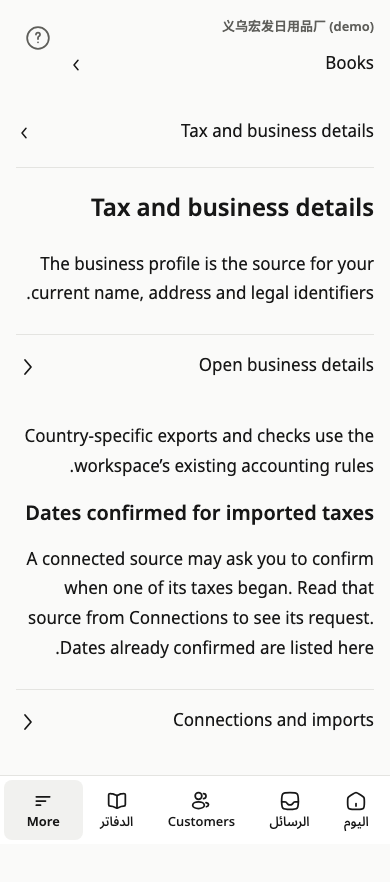 义乌宏发日用品厂 (demo)
Books
Tax and business details
Tax and business details
The business profile is the source for your
.current name, address and legal identifiers
Open business details
Country-specific exports and checks use the
.workspace’s existing accounting rules
Dates confirmed for imported taxes
A connected source may ask you to confirm
when one of its taxes began. Read that
source from Connections to see its request.
.Dates already confirmed are listed here
Connections and imports
اليوم
الرسائل
Customers
الدفاتر
More